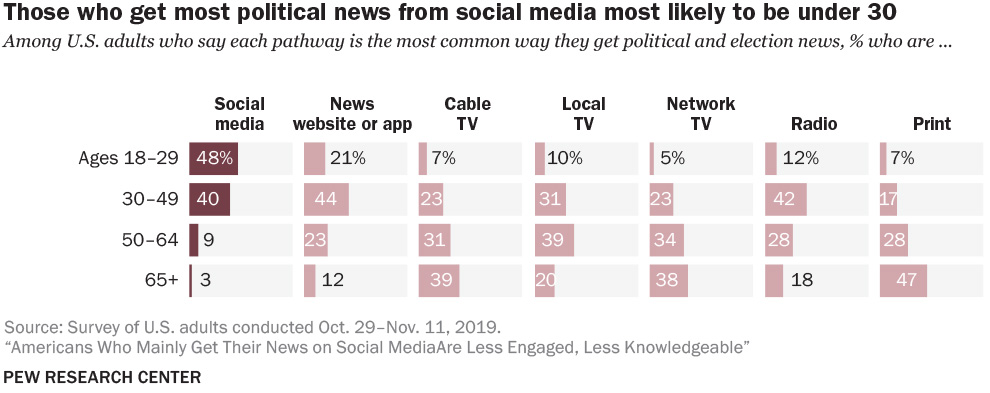 Those who get most political news from social media most likely to be under 30
Among U.S. adults who say each pathway is the most common way they get political and election news, % who are ...
Social media News website or app Cable TV Local TV Network TV Radio Print
Ages 18–29 48% 21% 7% 10% 5% 12% 7%
30–49 40 44 23 31 23 42 17
50–64 9 23 31 39 34 28 28
65+ 3 12 39 20 38 18 47
Source: Survey of U.S. adults conducted Oct. 29–Nov. 11, 2019.
“Americans Who Mainly Get Their News on Social MediaAre Less Engaged, Less Knowledgeable”
PEW RESEARCH CENTER